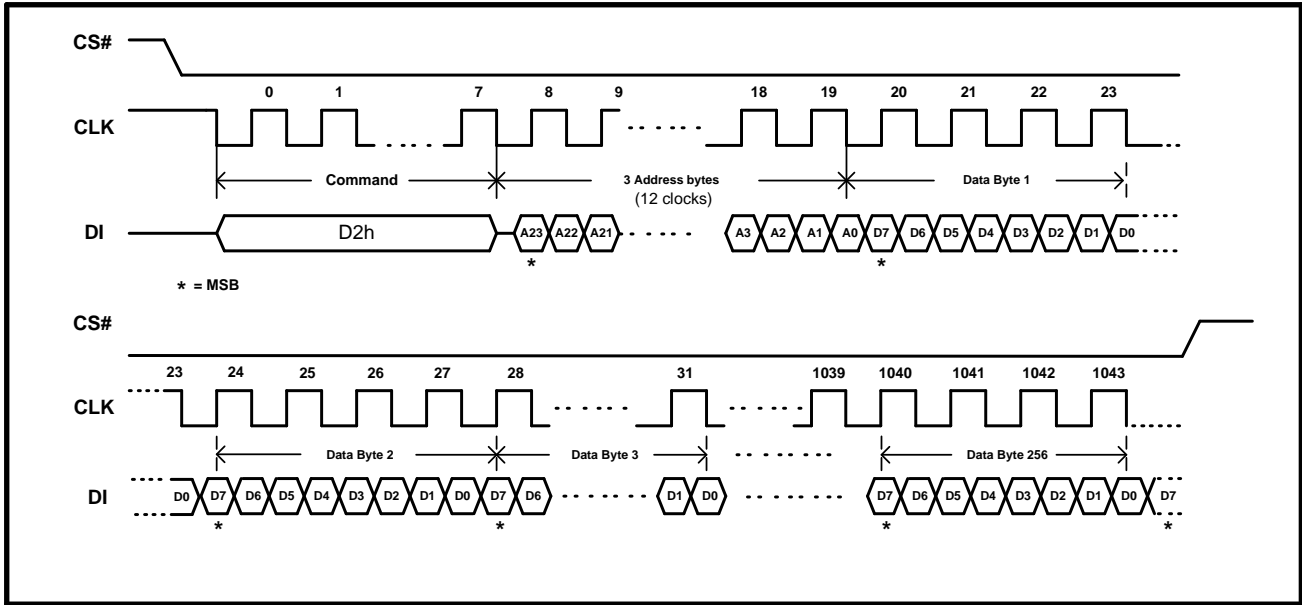 CS#
0 1 7 8 9 18 19 20 21 22 23
CLK
Command 3 Address bytes Data Byte 1
(12 clocks)
DI D2h A23 A22 A21 A3 A2 A1 A0 D7 D6 D5 D4 D3 D2 D1 D0
* *
* = MSB
CS#
23 24 25 26 27 28 31 1039 1040 1041 1042 1043
CLK
Data Byte 2 Data Byte 3 Data Byte 256
DI D0 D7 D6 D5 D4 D3 D2 D1 D0 D7 D6 D1 D0 D7 D6 D5 D4 D3 D2 D1 D0 D7
* * * *